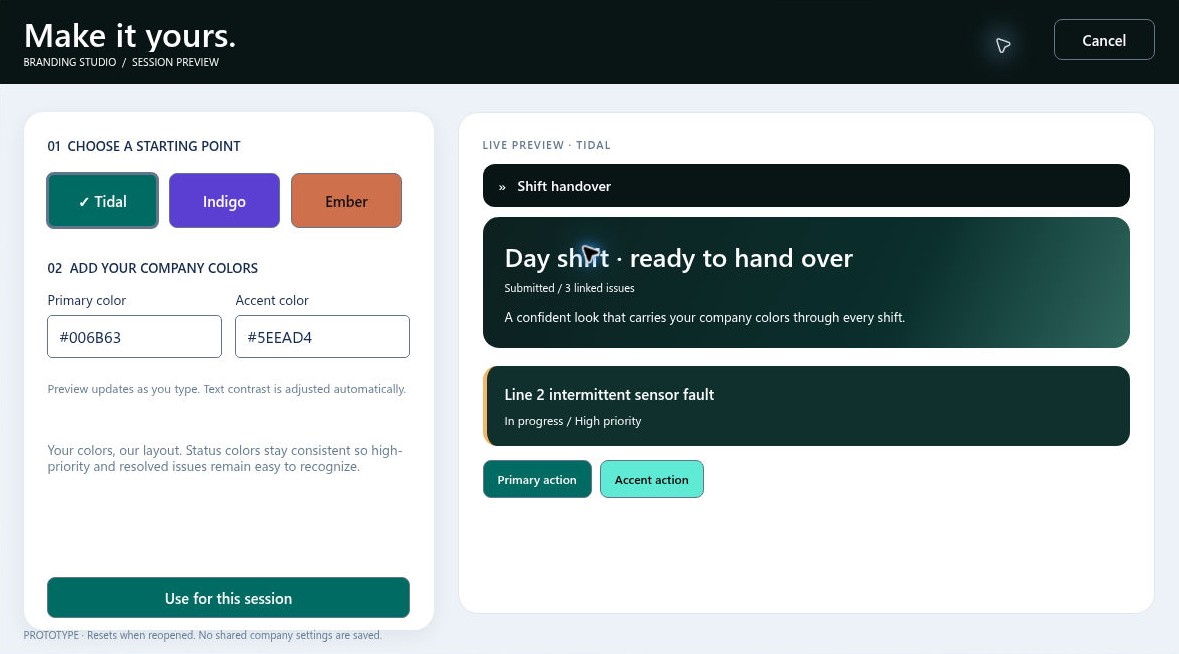 Make it yours.
BRANDING STUDIO / SESSION PREVIEW
Cancel
01 CHOOSE A STARTING POINT
✓ Tidal
Indigo
Ember
02 ADD YOUR COMPANY COLORS
Primary color
Accent color
#006B63
#5EEAD4
Preview updates as you type. Text contrast is adjusted automatically.
Your colors, our layout. Status colors stay consistent so high-
priority and resolved issues remain easy to recognize.
Use for this session
PROTOTYPE · Resets when reopened. No shared company settings are saved.
LIVE PREVIEW · TIDAL
» Shift handover
Day shift · ready to hand over
Submitted / 3 linked issues
A confident look that carries your company colors through every shift.
Line 2 intermittent sensor fault
In progress / High priority
Primary action
Accent action